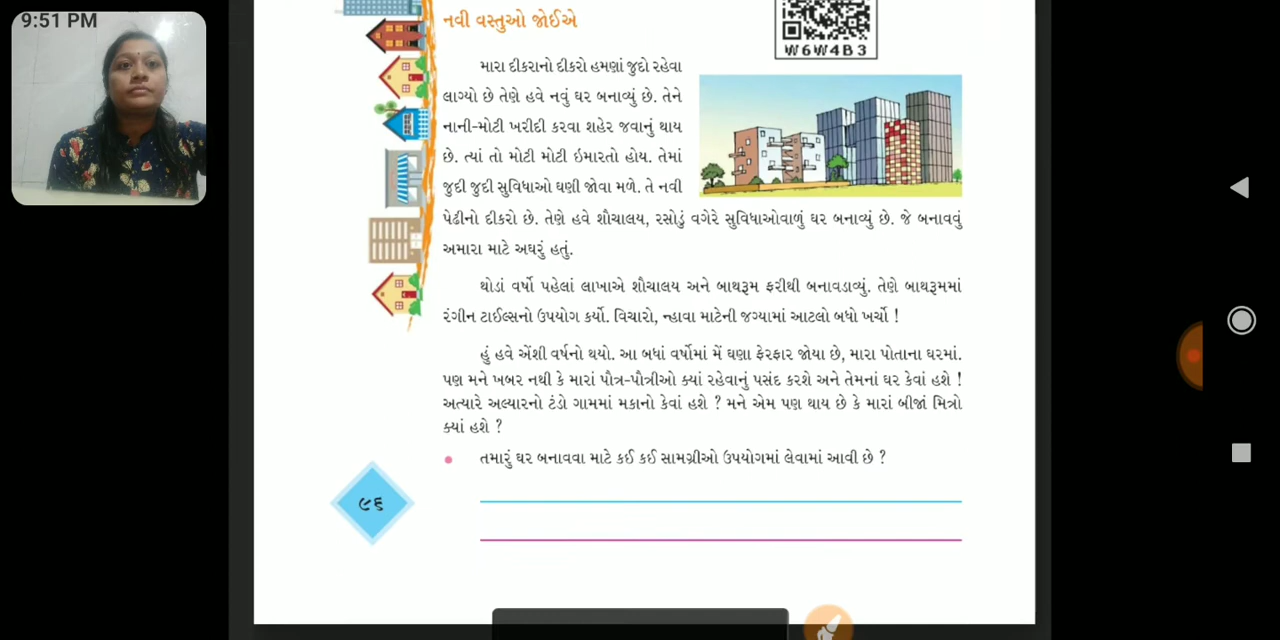 9:51 PM
નવી વસ્તુઓ જોઈએ
W6W4B3
મારા દીકરાનો દીકરો હમણાં જુદો રહેવા
લાગ્યો છે તેણે હવે નવું ઘર બનાવ્યું છે. તેને
નાની-મોટી ખરીદી કરવા શહેર જવાનું થાય
છે. ત્યાં તો મોટી મોટી ઇમારતો હોય. તેમાં
જુદી જુદી સુવિધાઓ ઘણી જોવા મળે. તે નવી
પેઢીનો દીકરો છે. તેણે હવે શૌચાલય, રસોડું વગેરે સુવિધાઓવાળું ઘર બનાવ્યું છે. જે બનાવવું
અમારા માટે અઘરું હતું.
થોડાં વર્ષો પહેલાં લાખાએ શૌચાલય અને બાથરૂમ ફરીથી બનાવડાવ્યું. તેણે બાથરૂમમાં
રંગીન ટાઈલ્સનો ઉપયોગ કર્યો. વિચારો, ન્હાવા માટેની જગ્યામાં આટલો બધો ખર્ચો !
હું હવે એંશી વર્ષનો થયો. આ બધાં વર્ષોમાં મેં ઘણા ફેરફાર જોયા છે, મારા પોતાના ઘરમાં.
પણ મને ખબર નથી કે મારાં પૌત્ર-પૌત્રીઓ ક્યાં રહેવાનું પસંદ કરશે અને તેમનાં ઘર કેવાં હશે !
અત્યારે અલ્યારનો ટંડો ગામમાં મકાનો કેવાં હશે ? મને એમ પણ થાય છે કે મારાં બીજાં મિત્રો
ક્યાં હશે ?
• તમારું ઘર બનાવવા માટે કઈ કઈ સામગ્રીઓ ઉપયોગમાં લેવામાં આવી છે ?
૯૬